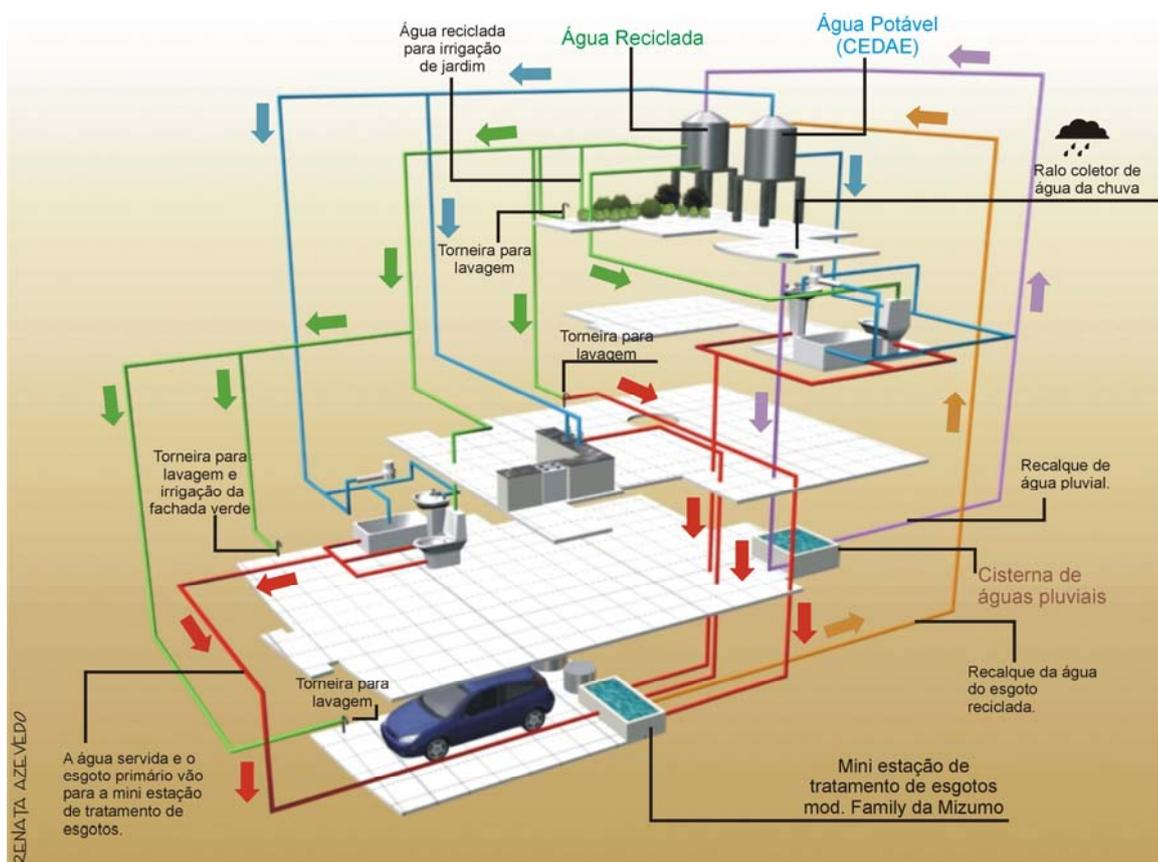 Água reciclada
para irrigação
de jardim
Água Reciclada
Água Potável
(CEDAE)
Ralo coletor de
água da chuva
Torneira para
lavagem
Torneira para
lavagem
Torneira para
lavagem e
irrigação da
fachada verde
Recalque de
água pluvial.
Cisterna de
águas pluviais
Recalque da água
do esgoto
reciclada.
Torneira para
lavagem
A água servida e o
esgoto primário vão
para a mini estação
de tratamento de
esgotos.
Mini estação de
tratamento de esgotos
mod. Family da Mizumo
RENATA AZEVEDO